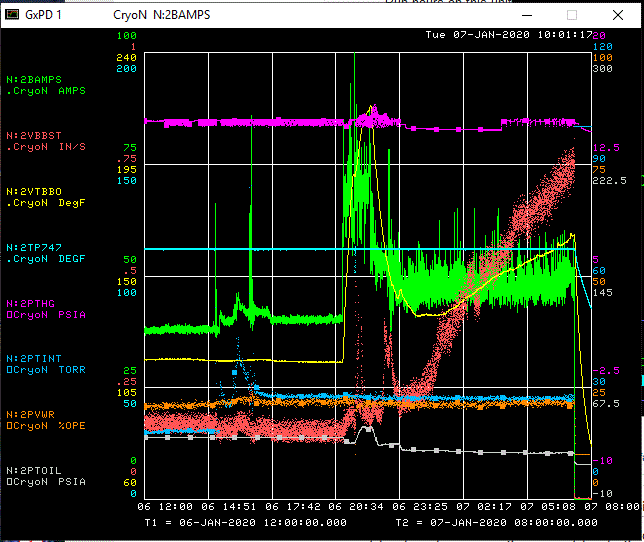 GxPD 1 CryoN N:2BAMPS
Tue 07-JAN-2020 10:01:17
100
1
240
200
20
120
100
300
N:2BAMPS
.CryoN AMPS
N:2VBBST
.CryoN IN/S
75
.75
195
150
12.5
90
75
222.5
N:2VTBBO
.CryoN DegF
N:2TP747
.CryoN DEGF
50
.5
150
100
5
60
50
145
N:2PTHG
□CryoN PSIA
N:2PTINT
□CryoN TORR
25
.25
105
50
-2.5
30
25
67.5
N:2PVWR
□CryoN %OPE
N:2PTOIL
□CryoN PSIA
0
0
60
0
-10
0
0
-10
06 12:00 06 14:51 06 17:42 06 20:34 06 23:25 07 02:17 07 05:08 07 08:00
T1 = 06-JAN-2020 12:00:00.000 T2 = 07-JAN-2020 08:00:00.000